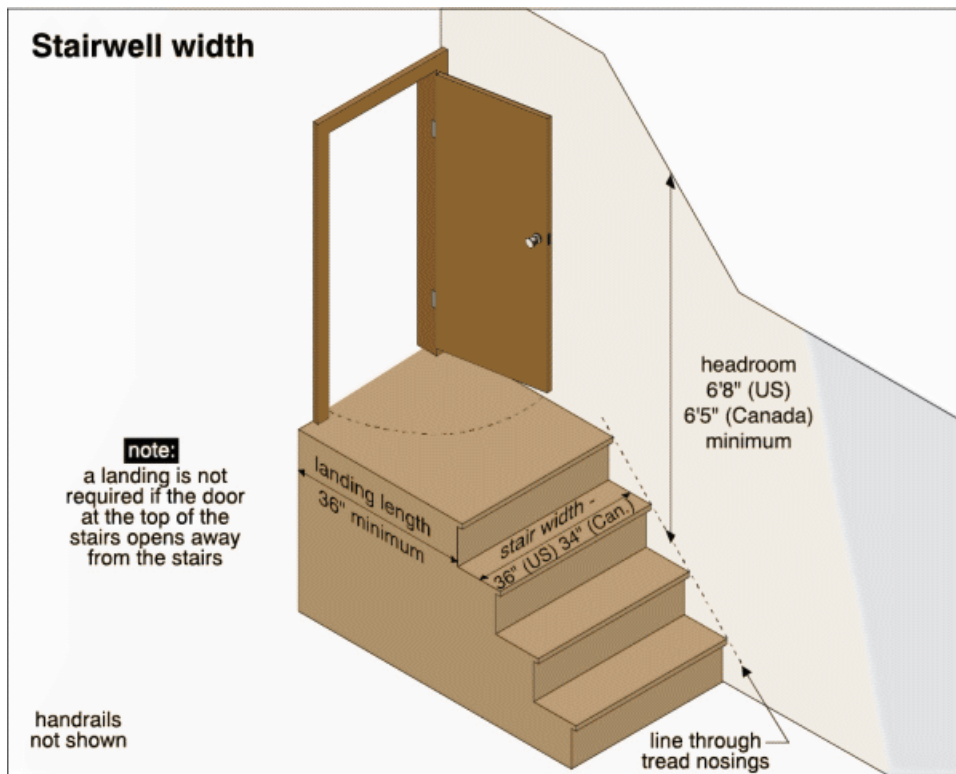 Stairwell width
headroom
6'8" (US)
6'5" (Canada)
minimum
note:
a landing is not
required if the door
at the top of the
stairs opens away
from the stairs
landing length
36" minimum
stair width -
36" (US) 34" (Can.)
handrails
not shown
line through
tread nosings